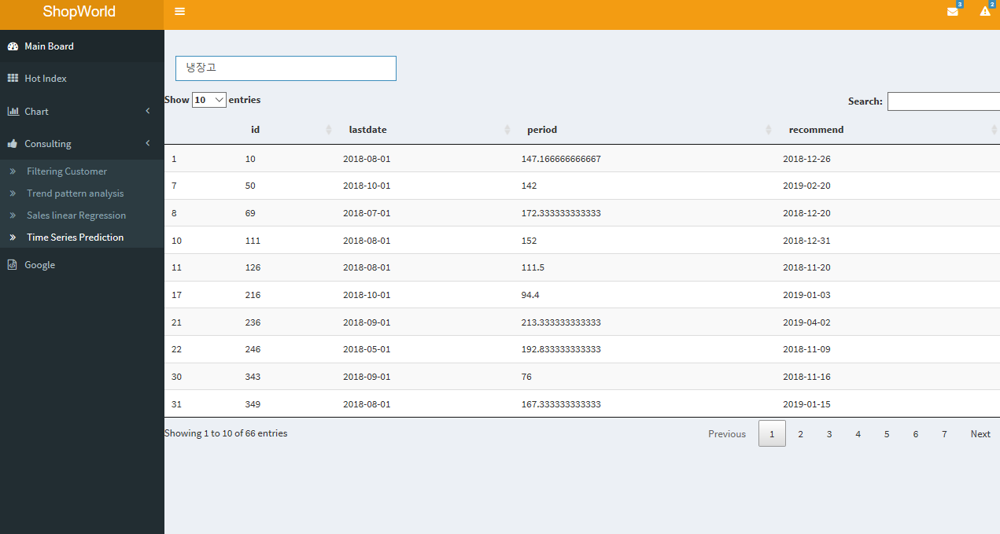 ShopWorld
3
2
Main Board
Hot Index
Chart
Consulting
Filtering Customer
Trend pattern analysis
Sales linear Regression
Time Series Prediction
Google
냉장고
Show 10 entries
Search:
id lastdate period recommend
1 10 2018-08-01 147.166666666667 2018-12-26
7 50 2018-10-01 142 2019-02-20
8 69 2018-07-01 172.333333333333 2018-12-20
10 111 2018-08-01 152 2018-12-31
11 126 2018-08-01 111.5 2018-11-20
17 216 2018-10-01 94.4 2019-01-03
21 236 2018-09-01 213.333333333333 2019-04-02
22 246 2018-05-01 192.833333333333 2018-11-09
30 343 2018-09-01 76 2018-11-16
31 349 2018-08-01 167.333333333333 2019-01-15
Showing 1 to 10 of 66 entries
Previous 1 2 3 4 5 6 7 Next